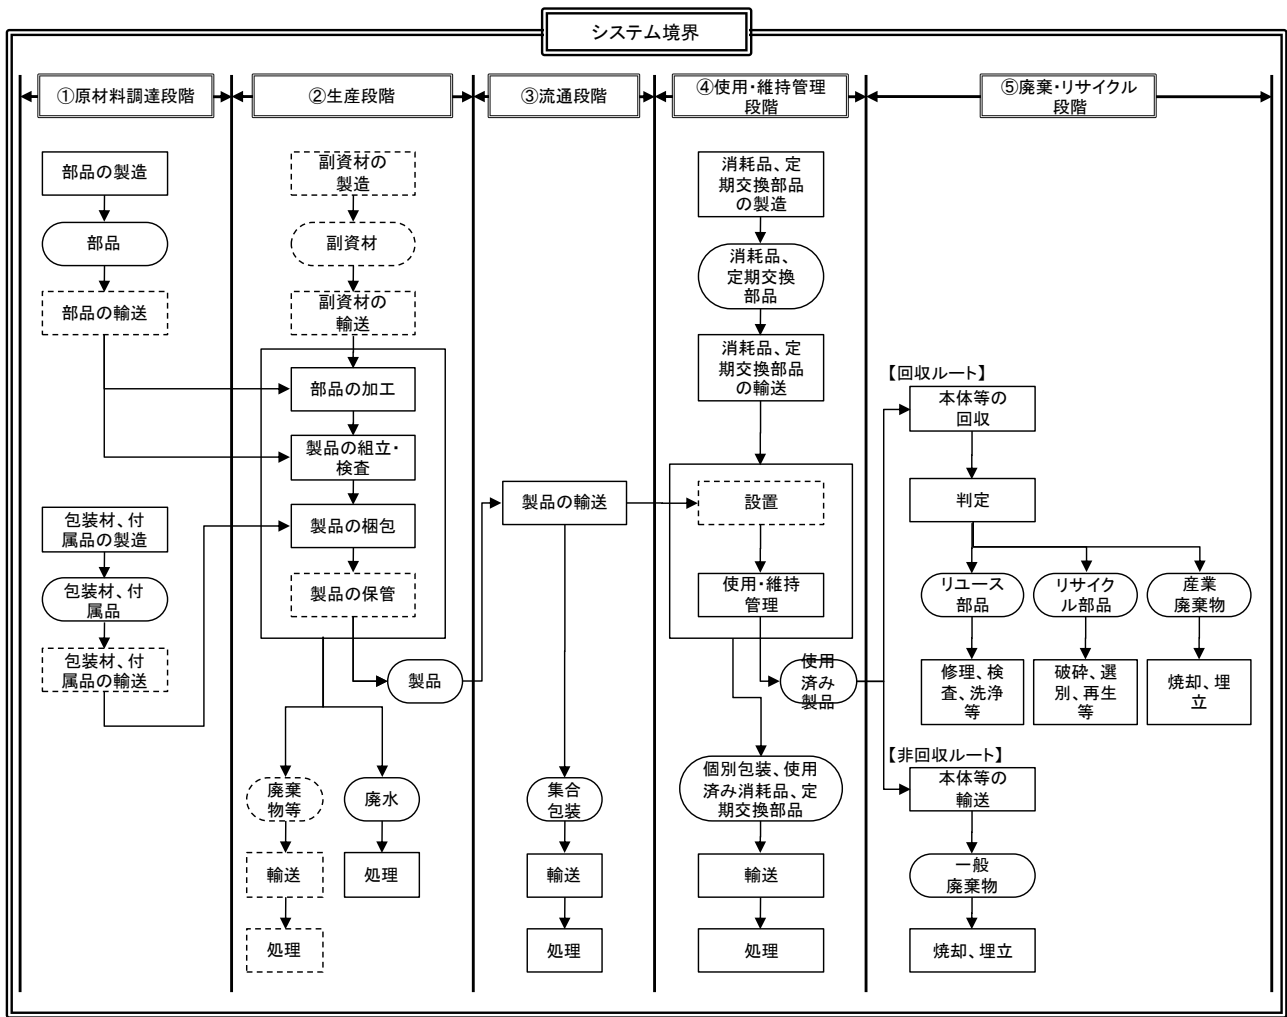 システム境界
①原材料調達段階
②生産段階
③流通段階
④使用・維持管理
段階
⑤廃棄・リサイクル
段階
部品の製造
部品
部品の輸送
包装材、付
属品の製造
包装材、付
属品
包装材、付
属品の輸送
副資材の
製造
副資材
副資材の
輸送
部品の加工
製品の組立・
検査
製品の梱包
製品の保管
製品
廃棄
物等
輸送
処理
廃水
処理
製品の輸送
集合
包装
輸送
処理
消耗品、定
期交換部品
の製造
消耗品、
定期交換
部品
消耗品、定
期交換部品
の輸送
設置
使用・維持
管理
使用
済み
製品
個別包装、使用
済み消耗品、定
期交換部品
輸送
処理
【回収ルート】
本体等の
回収
判定
リユース
部品
リサイク
ル部品
産業
廃棄物
修理、検
査、洗浄
等
破砕、選
別、再生等
焼却、埋
立
【非回収ルート】
本体等の
輸送
一般
廃棄物
焼却、埋立